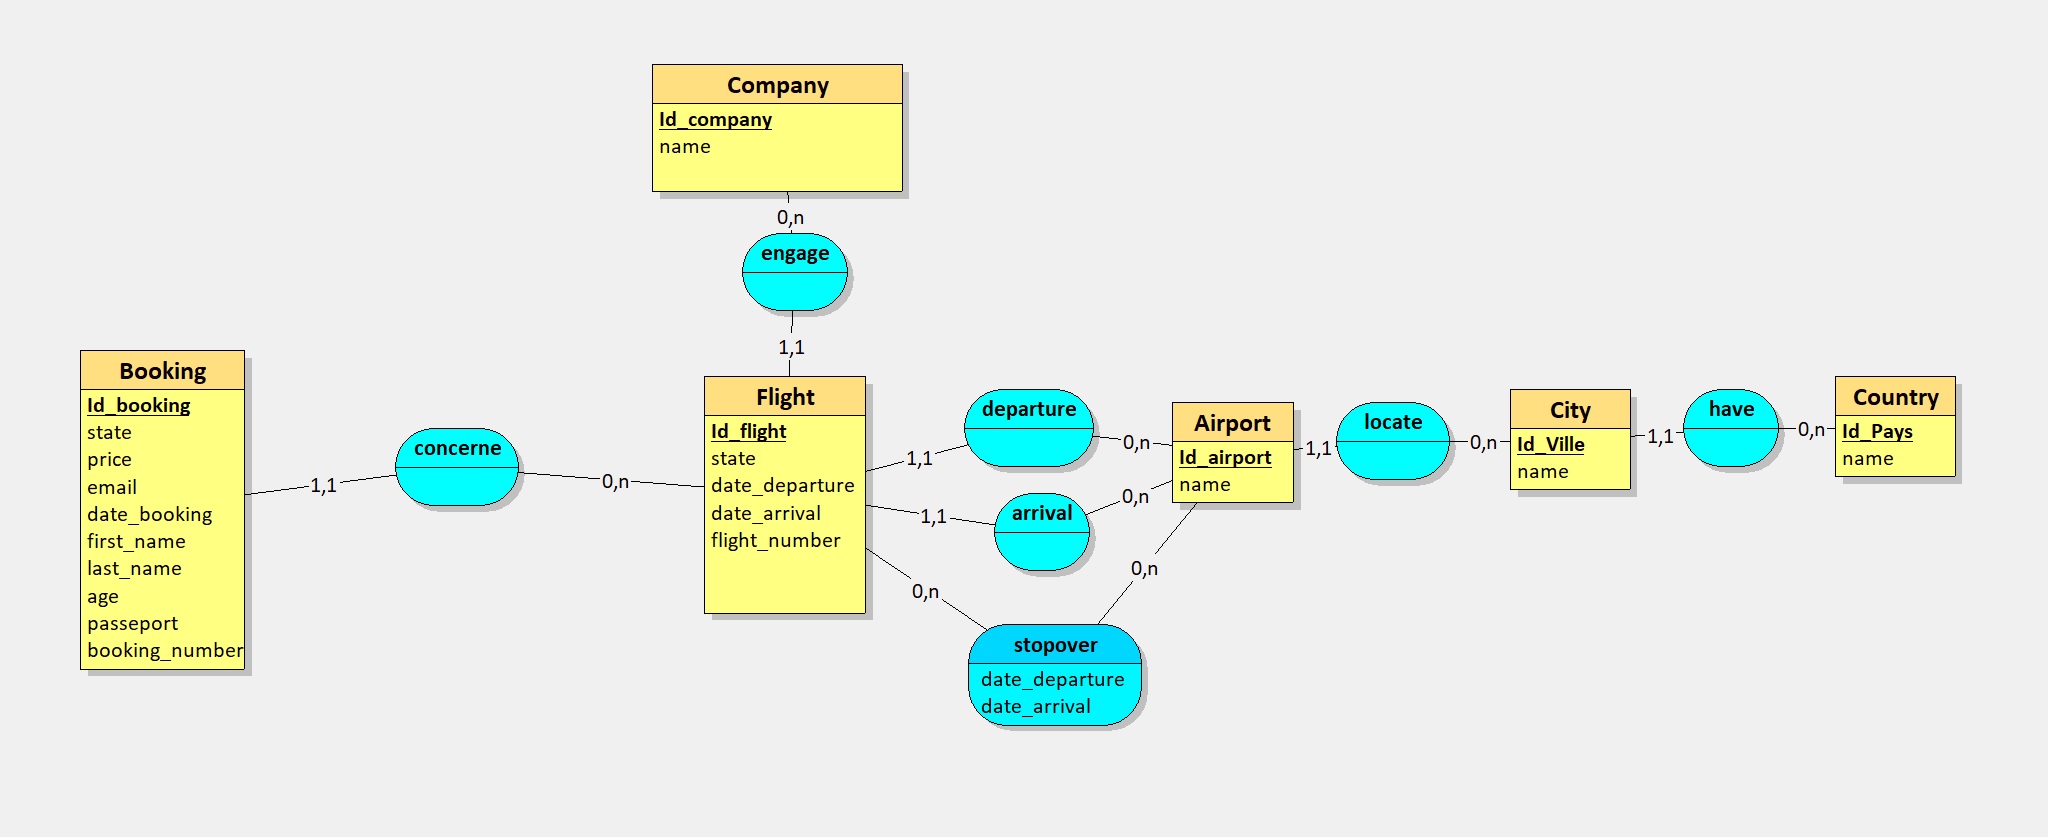 Company
Id_company
name
0,n
engage
1,1
Booking
Id_booking
state
price
email
date_booking
first_name
last_name
age
passeport
booking_number
1,1
concerne
0,n
Flight
Id_flight
state
date_departure
date_arrival
flight_number
1,1
departure
0,n
1,1
arrival
0,n
0,n
stopover
date_departure
date_arrival
0,n
Airport
Id_airport
name
1,1
locate
0,n
City
Id_Ville
name
1,1
have
0,n
Country
Id_Pays
name